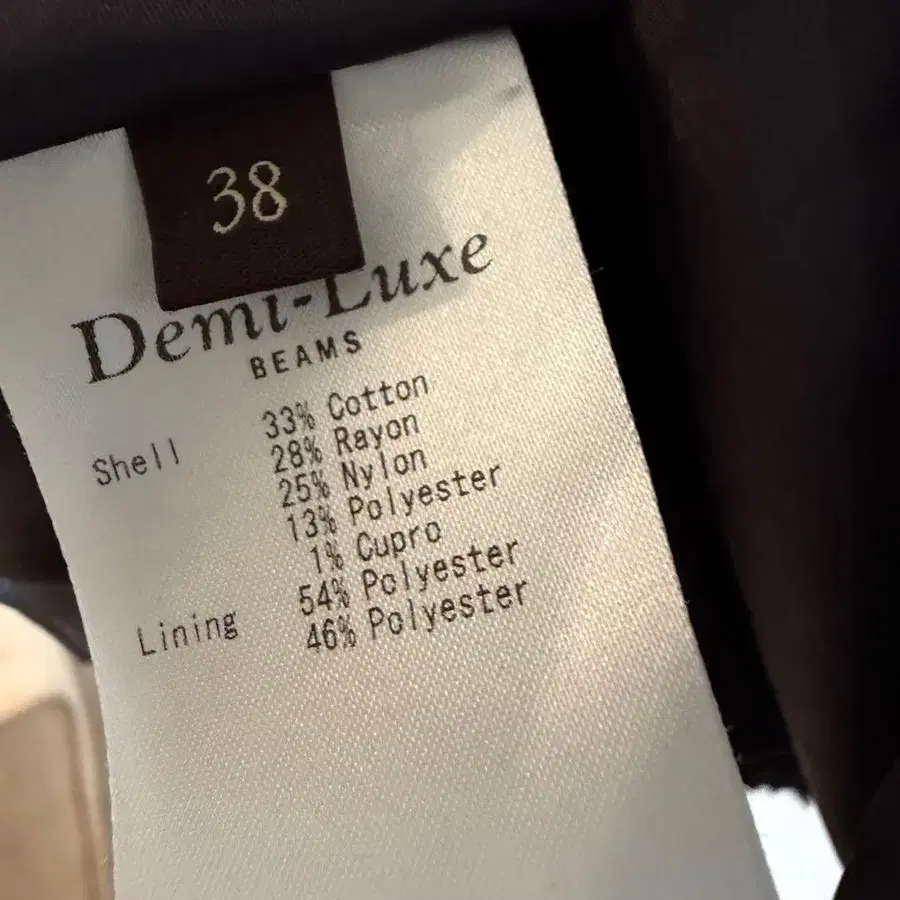 38
Demi-Luxe
BEAMS
Shell 33% Cotton
28% Rayon
25% Nylon
13% Polyester
1% Cupro
Lining 54% Polyester
46% Polyester